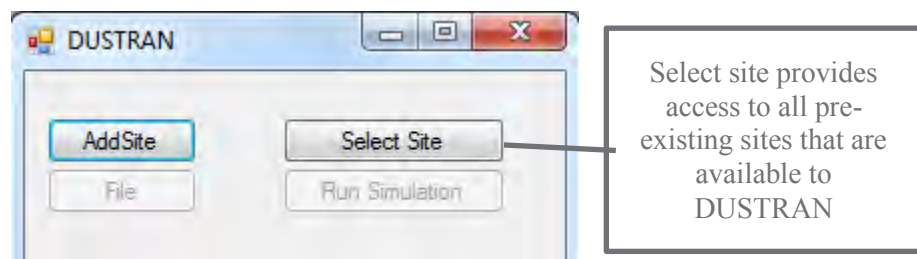 DUSTRAN
AddSite
Select Site
File
Run Simulation
Select site provides
access to all pre-
existing sites that are
available to
DUSTRAN